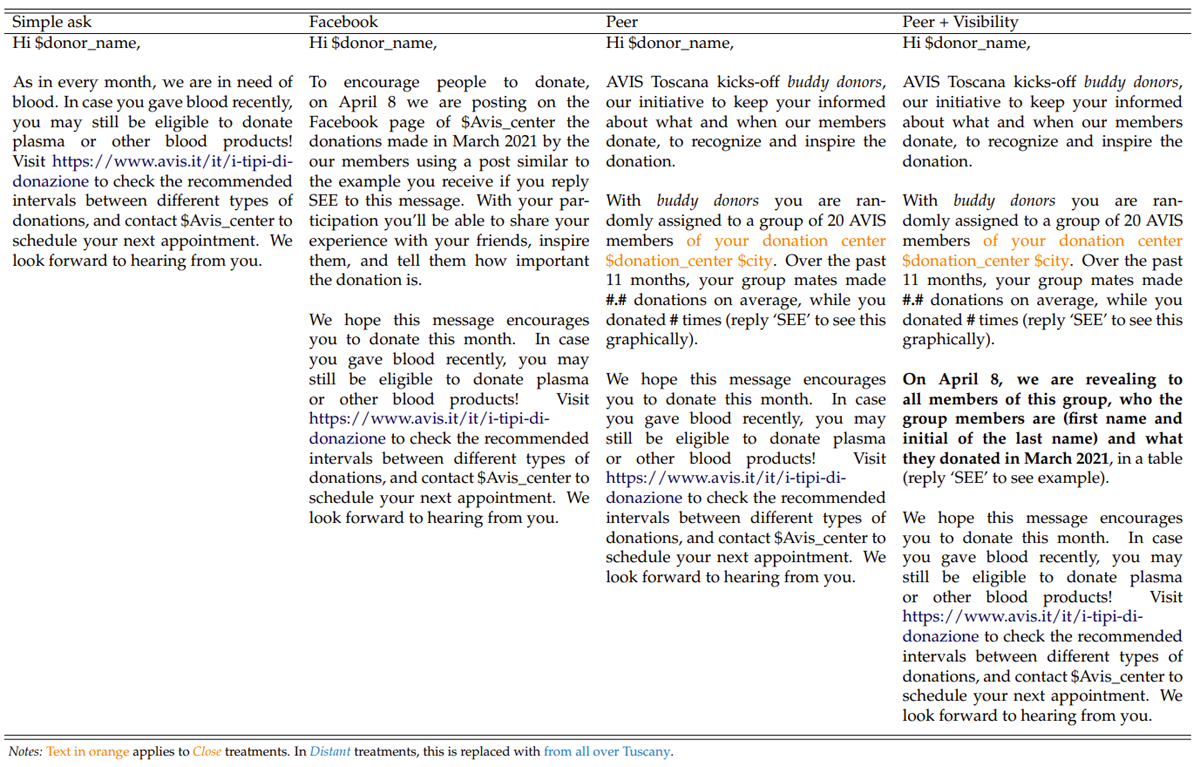 Simple ask
Hi $donor_name,
As in every month, we are in need of
blood. In case you gave blood recently,
you may still be eligible to donate
plasma or other blood products!
Visit https://www.avis.it/it/i-tipi-di-
donazione to check the recommended
intervals between different types of
donations, and contact $Avis_center to
schedule your next appointment. We
look forward to hearing from you.
Facebook
Hi $donor_name,
To encourage people to donate,
on April 8 we are posting on the
Facebook page of $Avis_center the
donations made in March 2021 by the
our members using a post similar to
the example you receive if you reply
SEE to this message. With your par-
ticipation you'll be able to share your
experience with your friends, inspire
them, and tell them how important
the donation is.
We hope this message encourages
you to donate this month. In case
you gave blood recently, you may
still be eligible to donate plasma
or other blood products! Visit
https://www.avis.it/it/i-tipi-di-
donazione to check the recommended
intervals between different types of
donations, and contact $Avis_center to
schedule your next appointment. We
look forward to hearing from you.
Peer
Hi $donor_name,
AVIS Toscana kicks-off buddy donors,
our initiative to keep your informed
about what and when our members
donate, to recognize and inspire the
donation.
With buddy donors you are ran-
domly assigned to a group of 20 AVIS
members of your donation center
$donation_center $city. Over the past
11 months, your group mates made
#.# donations on average, while you
donated # times (reply 'SEE' to see this
graphically).
We hope this message encourages
you to donate this month. In case
you gave blood recently, you may
still be eligible to donate plasma
or other blood products! Visit
https://www.avis.it/it/i-tipi-di-
donazione to check the recommended
intervals between different types of
donations, and contact $Avis_center to
schedule your next appointment. We
look forward to hearing from you.
Peer + Visibility
Hi $donor_name,
AVIS Toscana kicks-off buddy donors,
our initiative to keep your informed
about what and when our members
donate, to recognize and inspire the
donation.
With buddy donors you are ran-
domly assigned to a group of 20 AVIS
members of your donation center
$donation_center $city. Over the past
11 months, your group mates made
#.# donations on average, while you
donated # times (reply 'SEE' to see this
graphically).
On April 8, we are revealing to
all members of this group, who the
group members are (first name and
initial of the last name) and what
they donated in March 2021, in a table
(reply 'SEE' to see example).
We hope this message encourages
you to donate this month. In case
you gave blood recently, you may
still be eligible to donate plasma
or other blood products! Visit
https://www.avis.it/it/i-tipi-di-
donazione to check the recommended
intervals between different types of
donations, and contact $Avis_center to
schedule your next appointment. We
look forward to hearing from you.
Notes: Text in orange applies to Close treatments. In Distant treatments, this is replaced with from all over Tuscany.